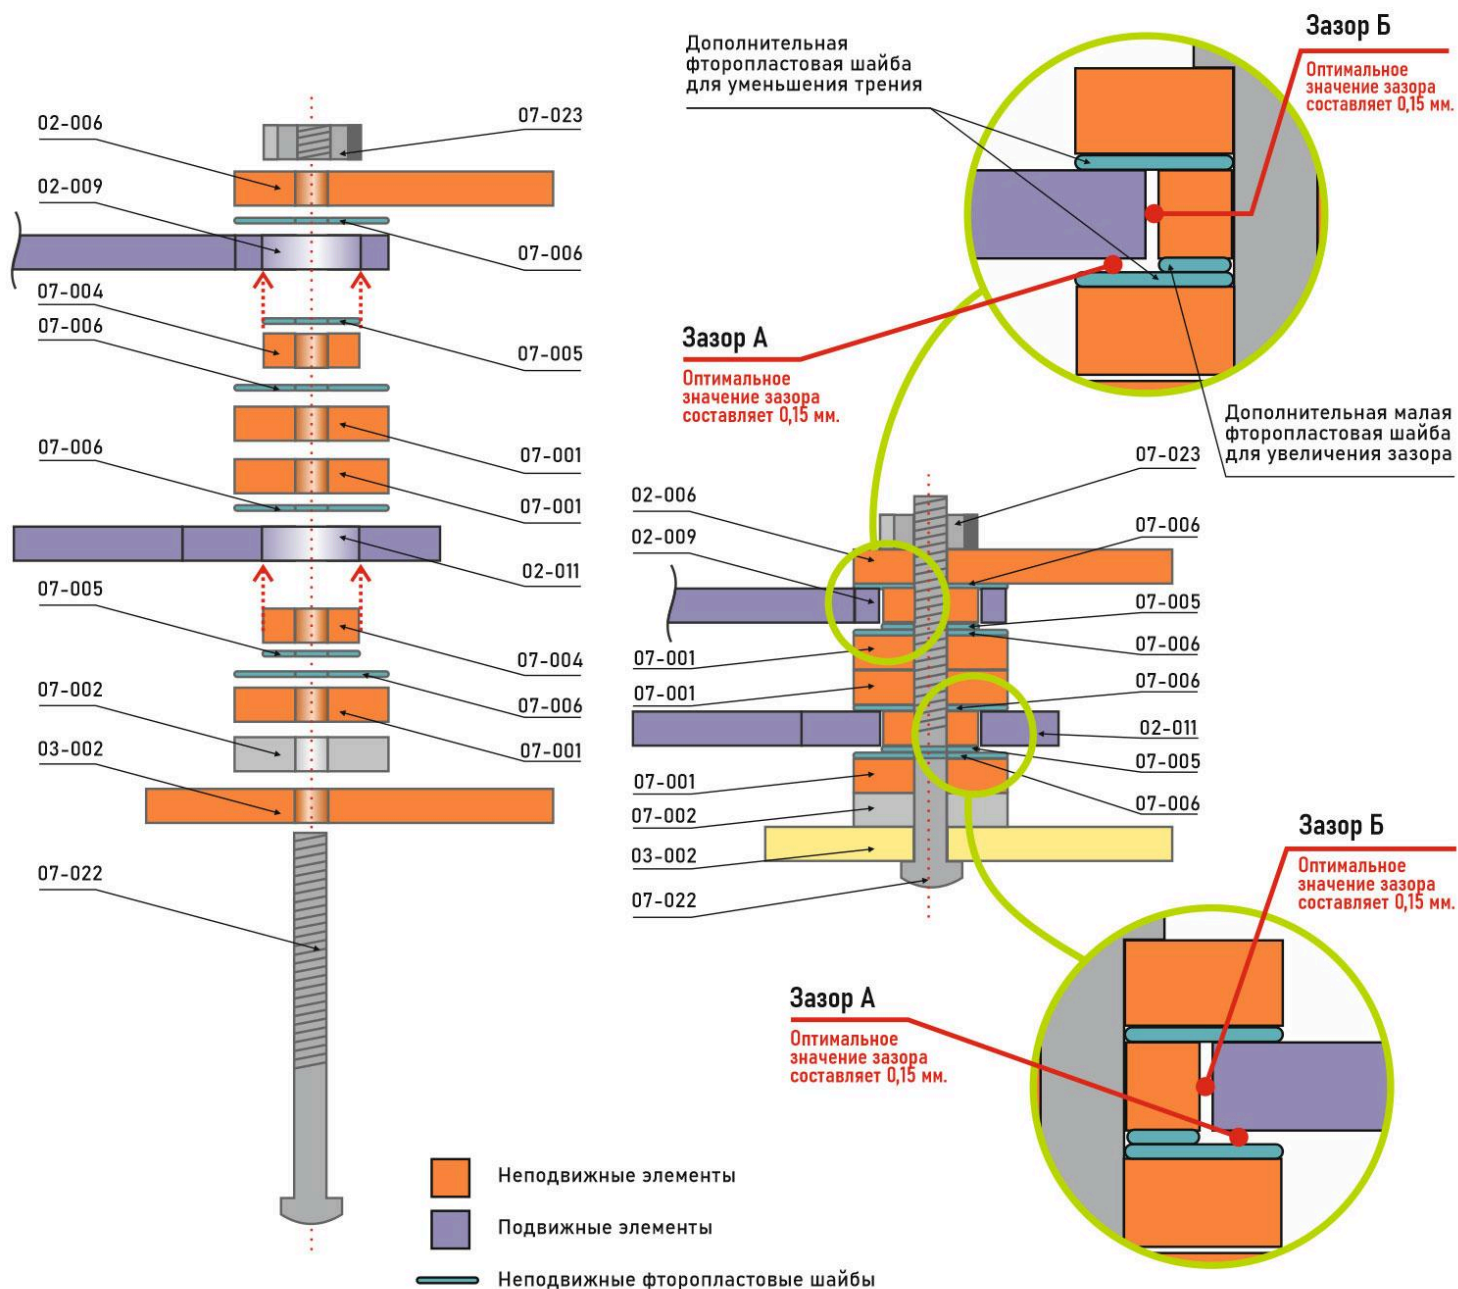 02-006
07-023
02-009
07-006
07-004
07-006
07-005
07-006
07-001
07-001
02-011
07-005
07-004
07-002
07-006
03-002
07-001
07-022
Дополнительная
фторопластовая шайба
для уменьшения трения
Зазор Б
Оптимальное
значение зазора
составляет 0,15 мм.
Зазор А
Оптимальное
значение зазора
составляет 0,15 мм.
Дополнительная малая
фторопластовая шайба
для увеличения зазора
07-023
02-006
07-006
02-009
07-005
07-001
07-006
07-001
07-006
02-011
07-005
07-001
07-006
07-002
03-002
07-022
Зазор Б
Оптимальное
значение зазора
составляет 0,15 мм.
Зазор А
Оптимальное
значение зазора
составляет 0,15 мм.
Неподвижные элементы
Подвижные элементы
Неподвижные фторопластовые шайбы